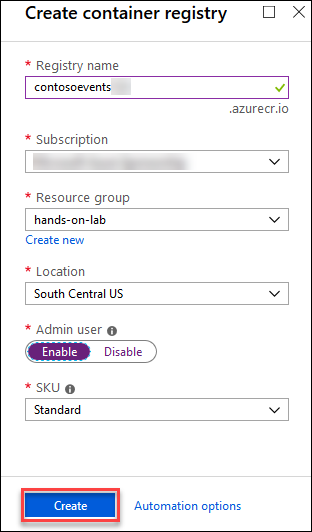 Create container registry
* Registry name
contosoevents
.azurecr.io
* Subscription
* Resource group
hands-on-lab
Create new
* Location
South Central US
* Admin user
Enable Disable
* SKU
Standard
Create Automation options